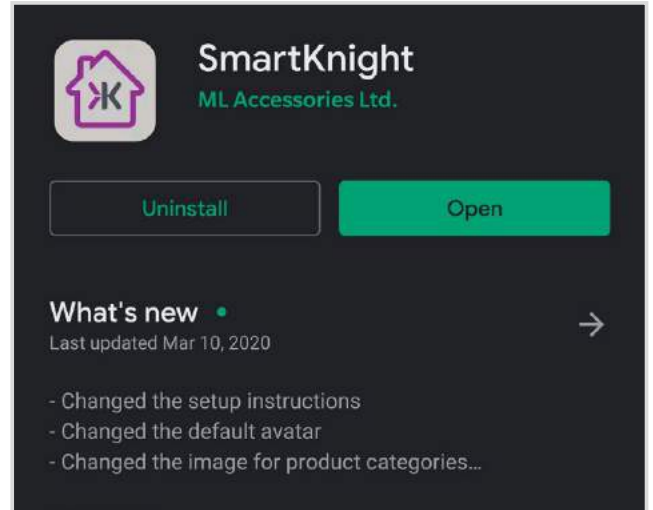 SmartKnight
ML Accessories Ltd.
Uninstall
Open
What's new
Last updated Mar 10, 2020
- Changed the setup instructions
- Changed the default avatar
- Changed the image for product categories...